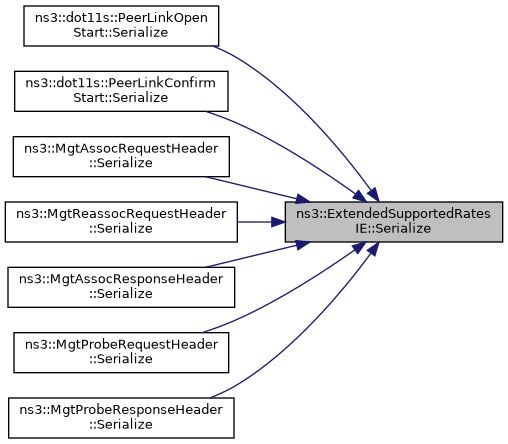 ns3::dot11s::PeerLinkOpen
Start::Serialize
ns3::dot11s::PeerLinkConfirm
Start::Serialize
ns3::MgtAssocRequestHeader
::Serialize
ns3::MgtReassocRequestHeader
::Serialize
ns3::MgtAssocResponseHeader
::Serialize
ns3::MgtProbeRequestHeader
::Serialize
ns3::MgtProbeResponseHeader
::Serialize
ns3::ExtendedSupportedRates
IE::Serialize